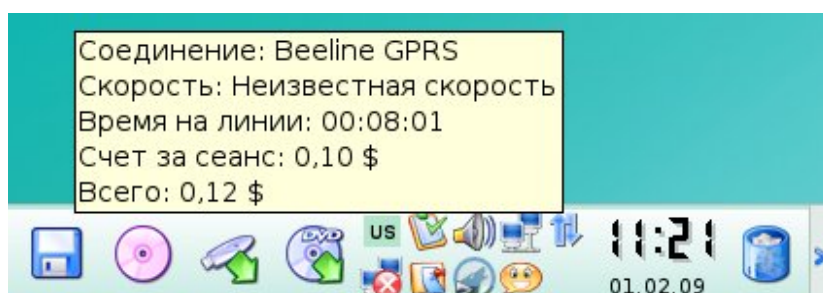 Соединение: Beeline GPRS
Скорость: Неизвестная скорость
Время на линии: 00:08:01
Счет за сеанс: 0,10 $
Всего: 0,12 $
DVD
US
11:21
01.02.09